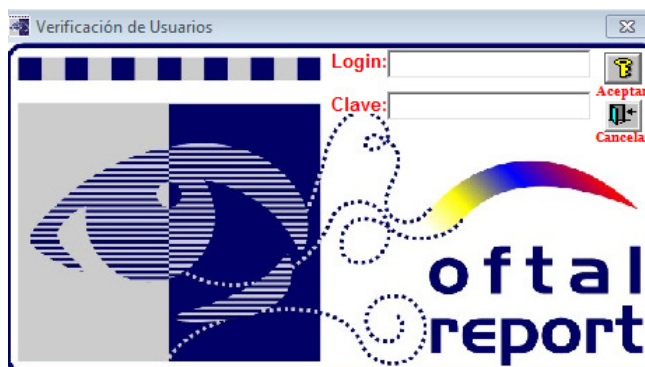 Verificación de Usuarios
Login:
Aceptar
Clave:
Cancelar
oftal
report